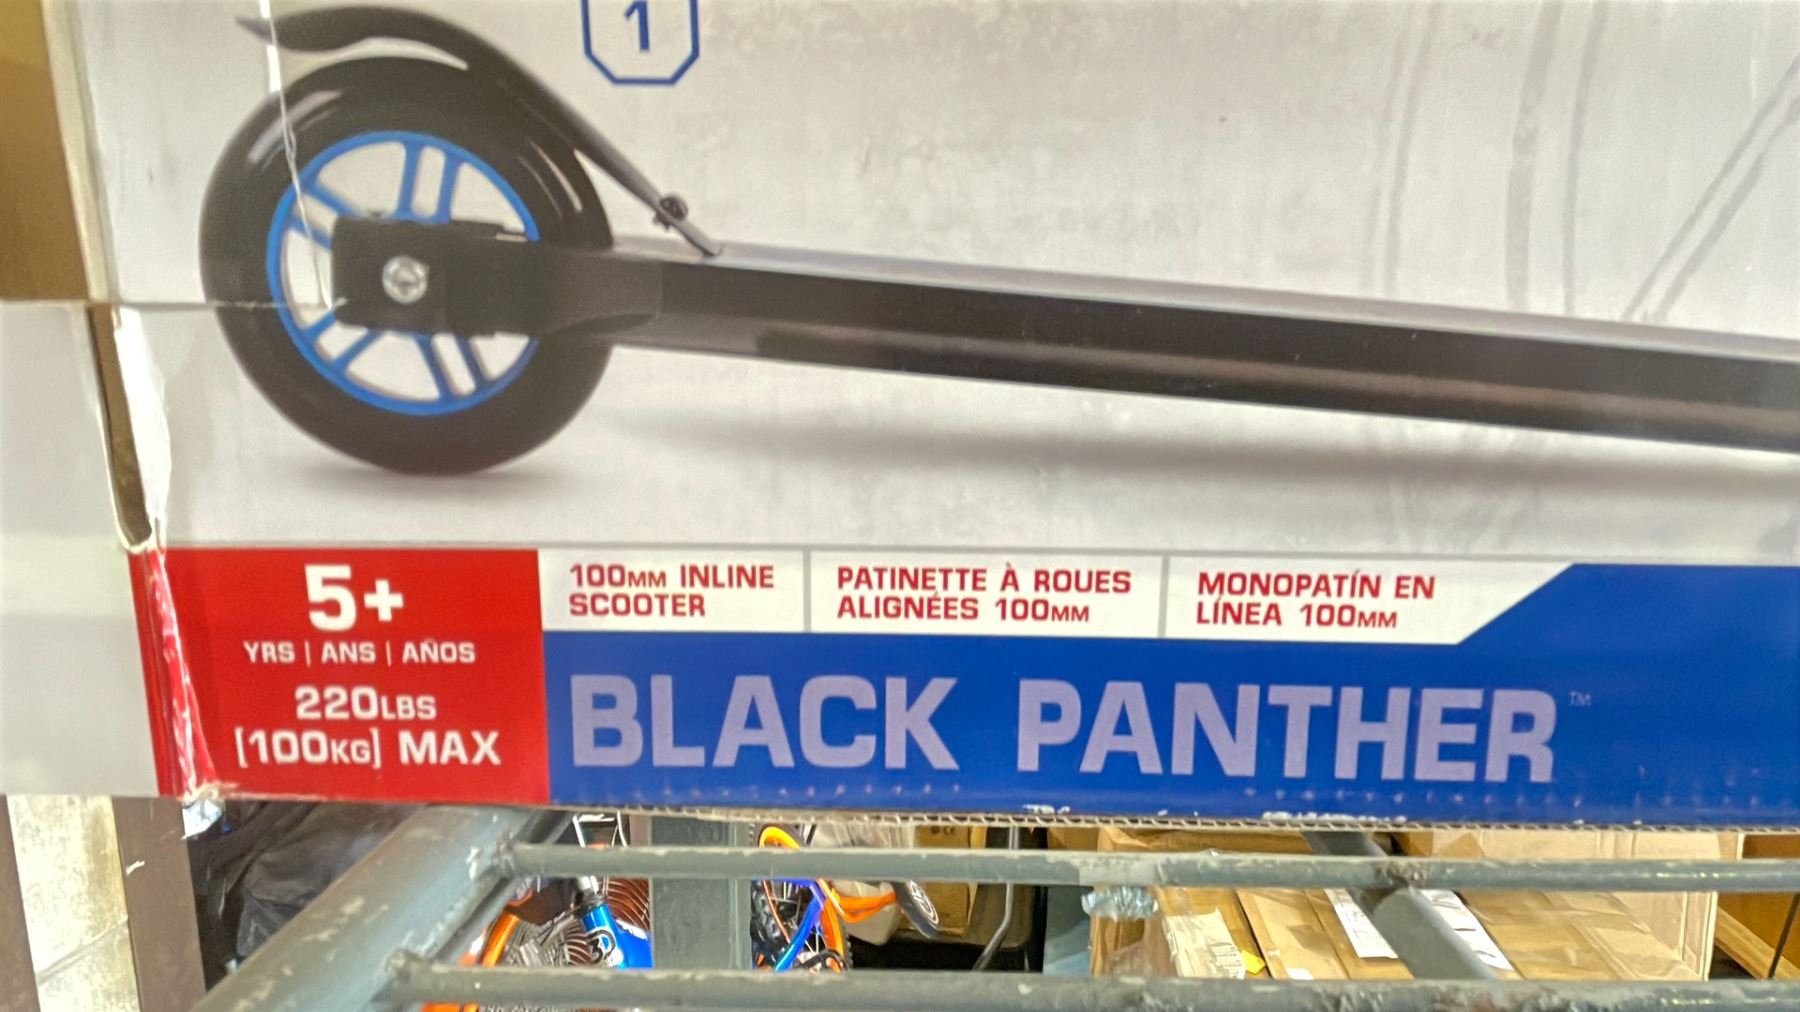 1
5+
YRS | ANS | AÑOS
220LBS
[100KG] MAX
100MM INLINE
SCOOTER
PATINETTE À ROUES
ALIGNÉES 100MM
MONOPATÍN EN
LÍNEA 100MM
BLACK PANTHER™